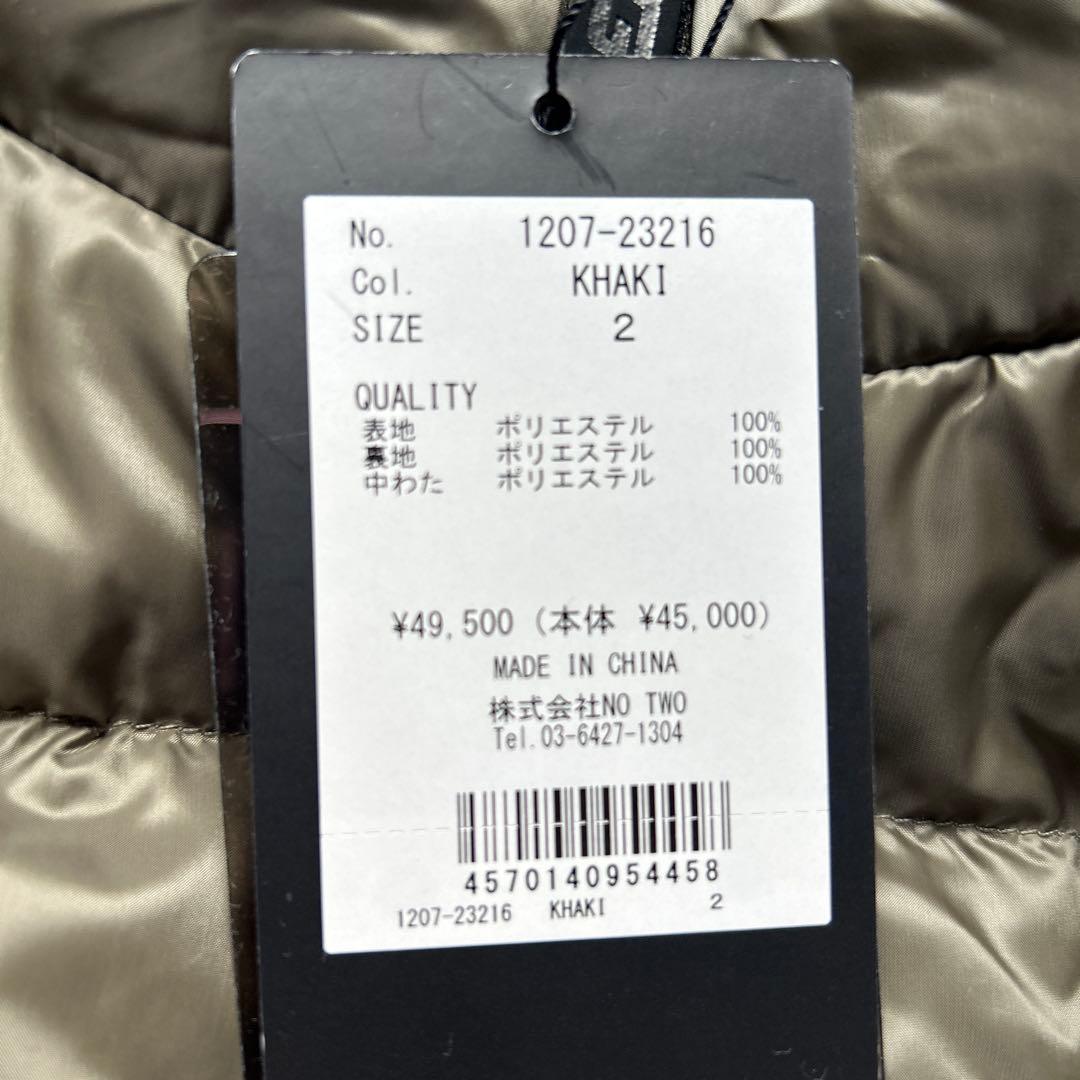 No. 1207-23216
Col. KHAKI
SIZE 2
QUALITY
表地 ポリエステル 100%
裏地 ポリエステル 100%
中わた ポリエステル 100%
¥49,500 (本体 ¥45,000)
MADE IN CHINA
株式会社NO TWO
Tel.03-6427-1304
4570140954458
1207-23216 KHAKI 2